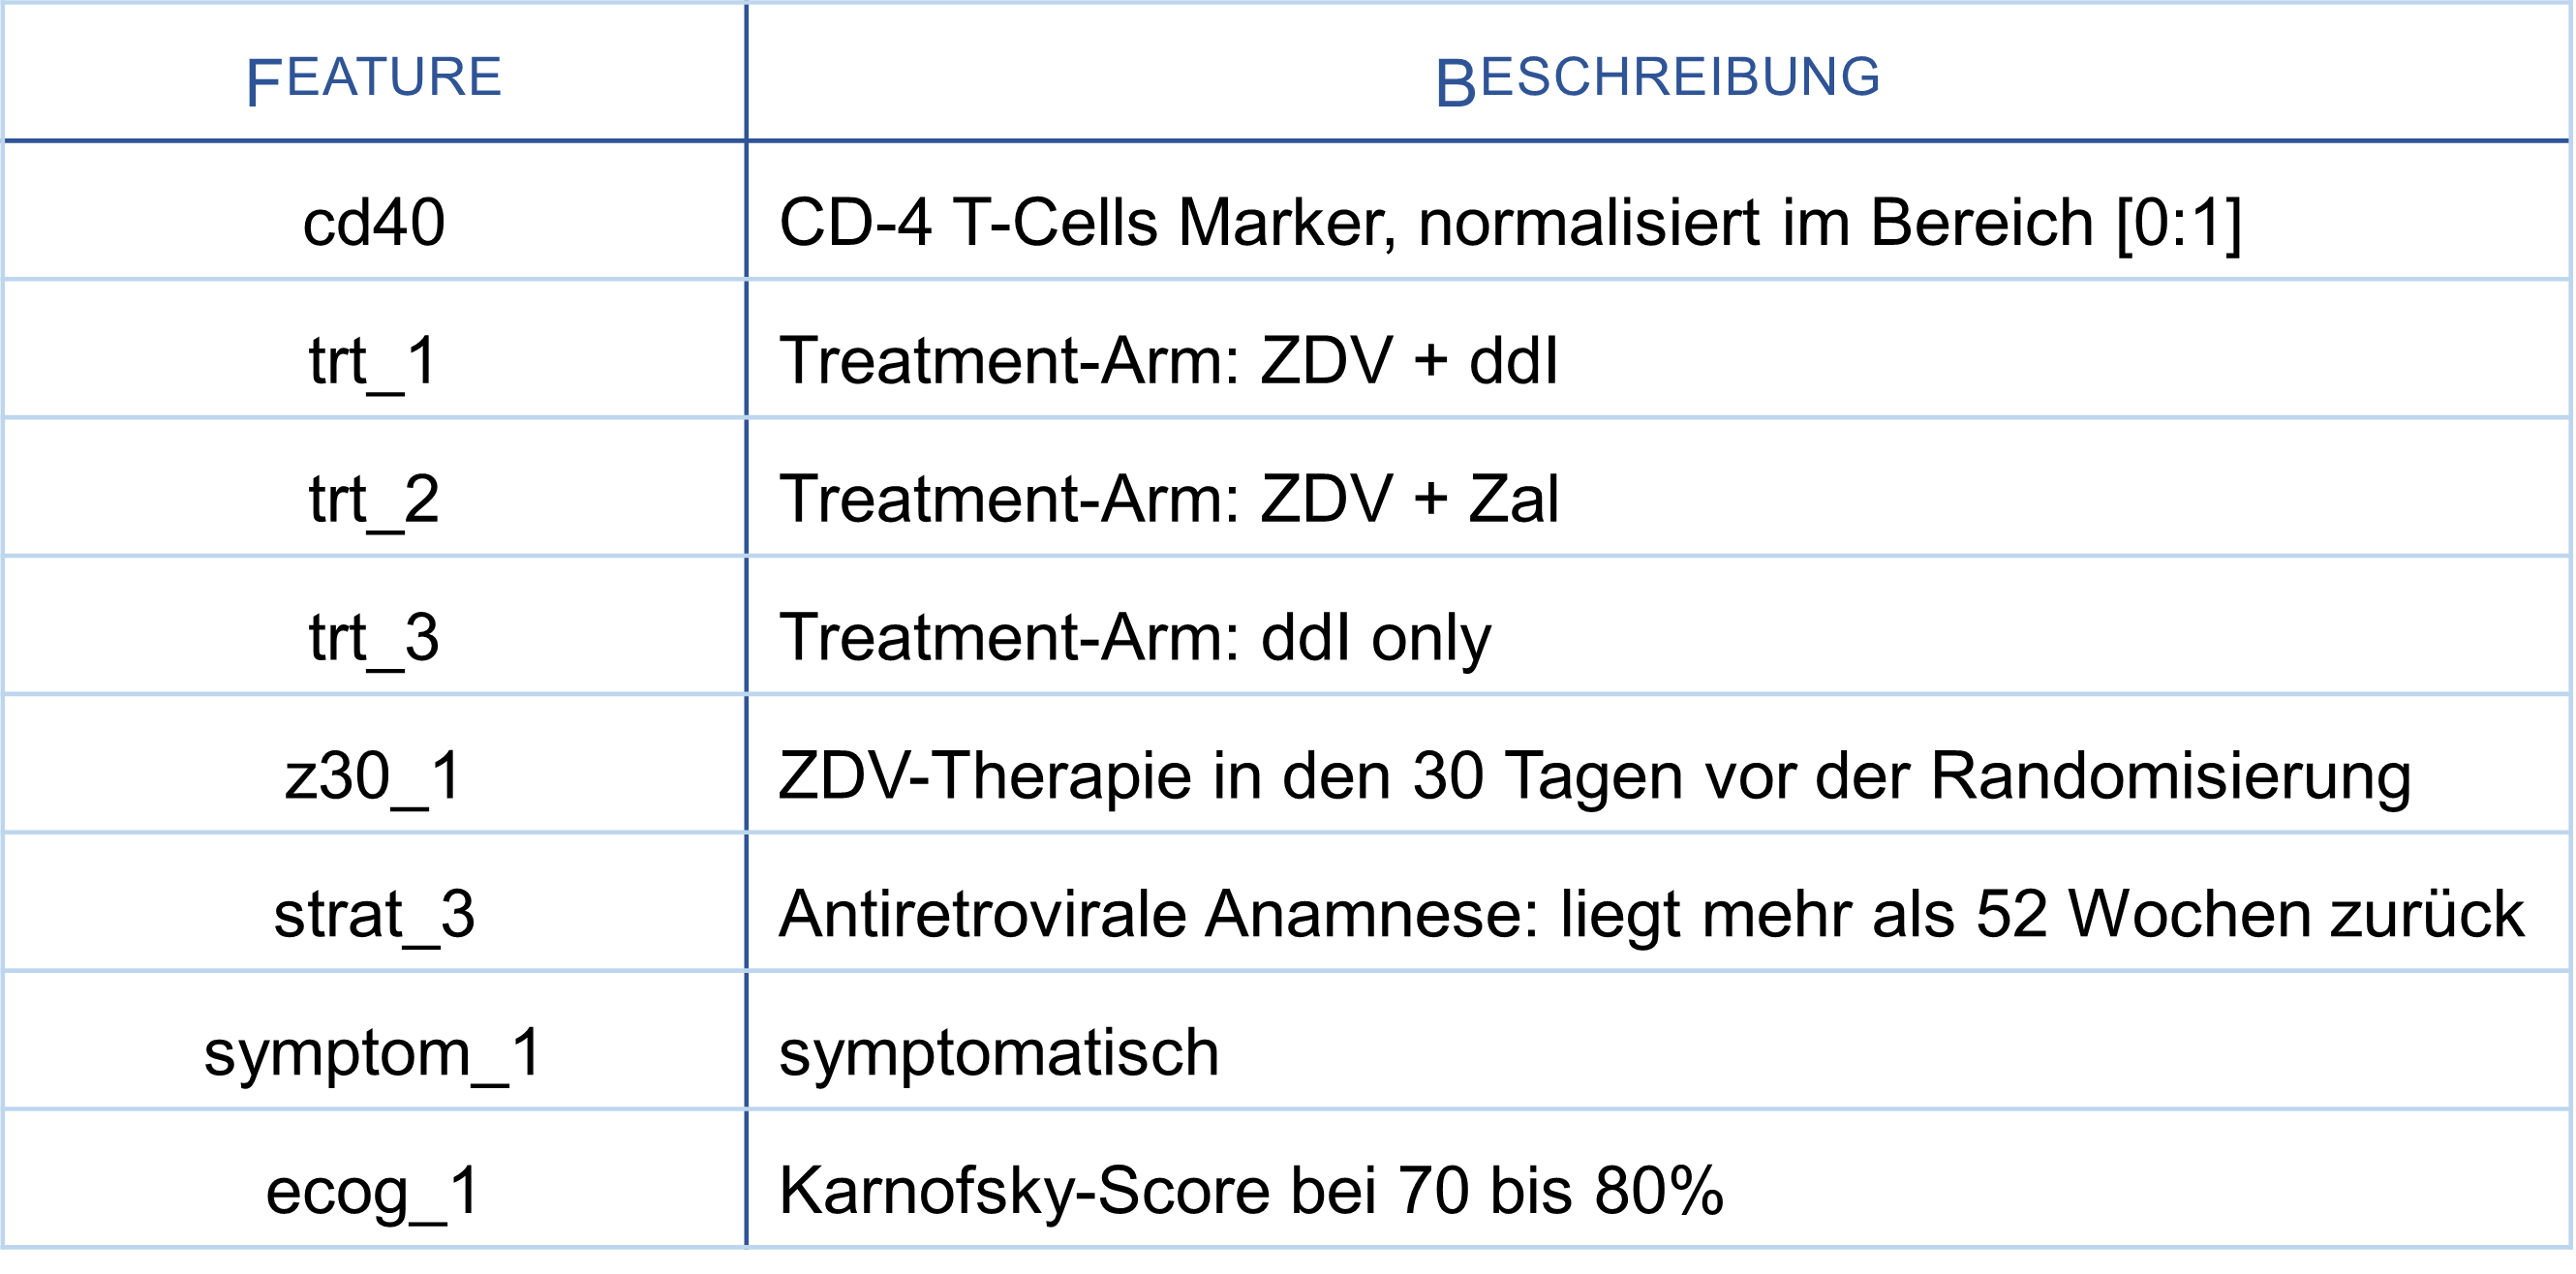 FEATURE BESCHREIBUNG
cd40 CD-4 T-Cells Marker, normalisiert im Bereich [0:1]
trt_1 Treatment-Arm: ZDV + ddI
trt_2 Treatment-Arm: ZDV + Zal
trt_3 Treatment-Arm: ddI only
z30_1 ZDV-Therapie in den 30 Tagen vor der Randomisierung
strat_3 Antiretrovirale Anamnese: liegt mehr als 52 Wochen zurück
symptom_1 symptomatisch
ecog_1 Karnofsky-Score bei 70 bis 80%